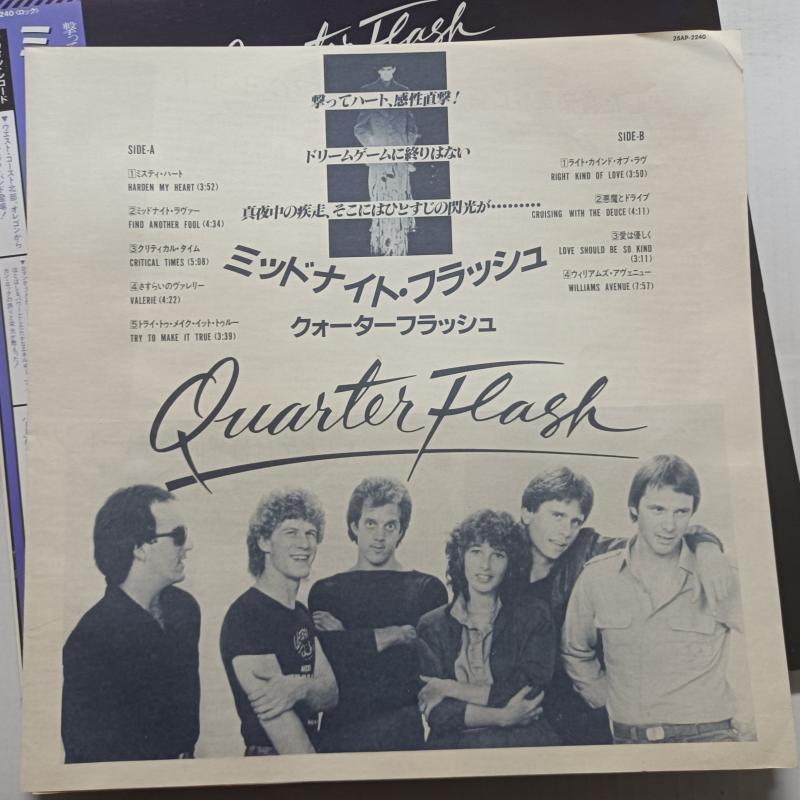 240 〈ロック〉
Quarter Flash
25AP-2240
撃ってハート、感性直撃!
ドリームゲームに終りはない
真夜中の疾走、そこにはひとすじの閃光が………
SIDE-A
1ミスティ・ハート
HARDEN MY HEART (3:52)
2ミッドナイト・ラヴァー
FIND ANOTHER FOOL (4:34)
3クリティカル・タイム
CRITICAL TIMES (5:08)
4さすらいのヴァレリー
VALERIE (4:22)
5トライ・トゥ・メイク・イット・トゥルー
TRY TO MAKE IT TRUE (3:39)
SIDE-B
1ライト・カインド・オブ・ラヴ
RIGHT KIND OF LOVE (3:50)
2悪魔とドライブ
CRUISING WITH THE DEUCE (4:11)
3愛は優しく
LOVE SHOULD BE SO KIND
(3:11)
4ウィリアムズ・アヴェニュー
WILLIAMS AVENUE (7:57)
ミッドナイト・フラッシュ
クォーターフラッシュ
Quarter Flash